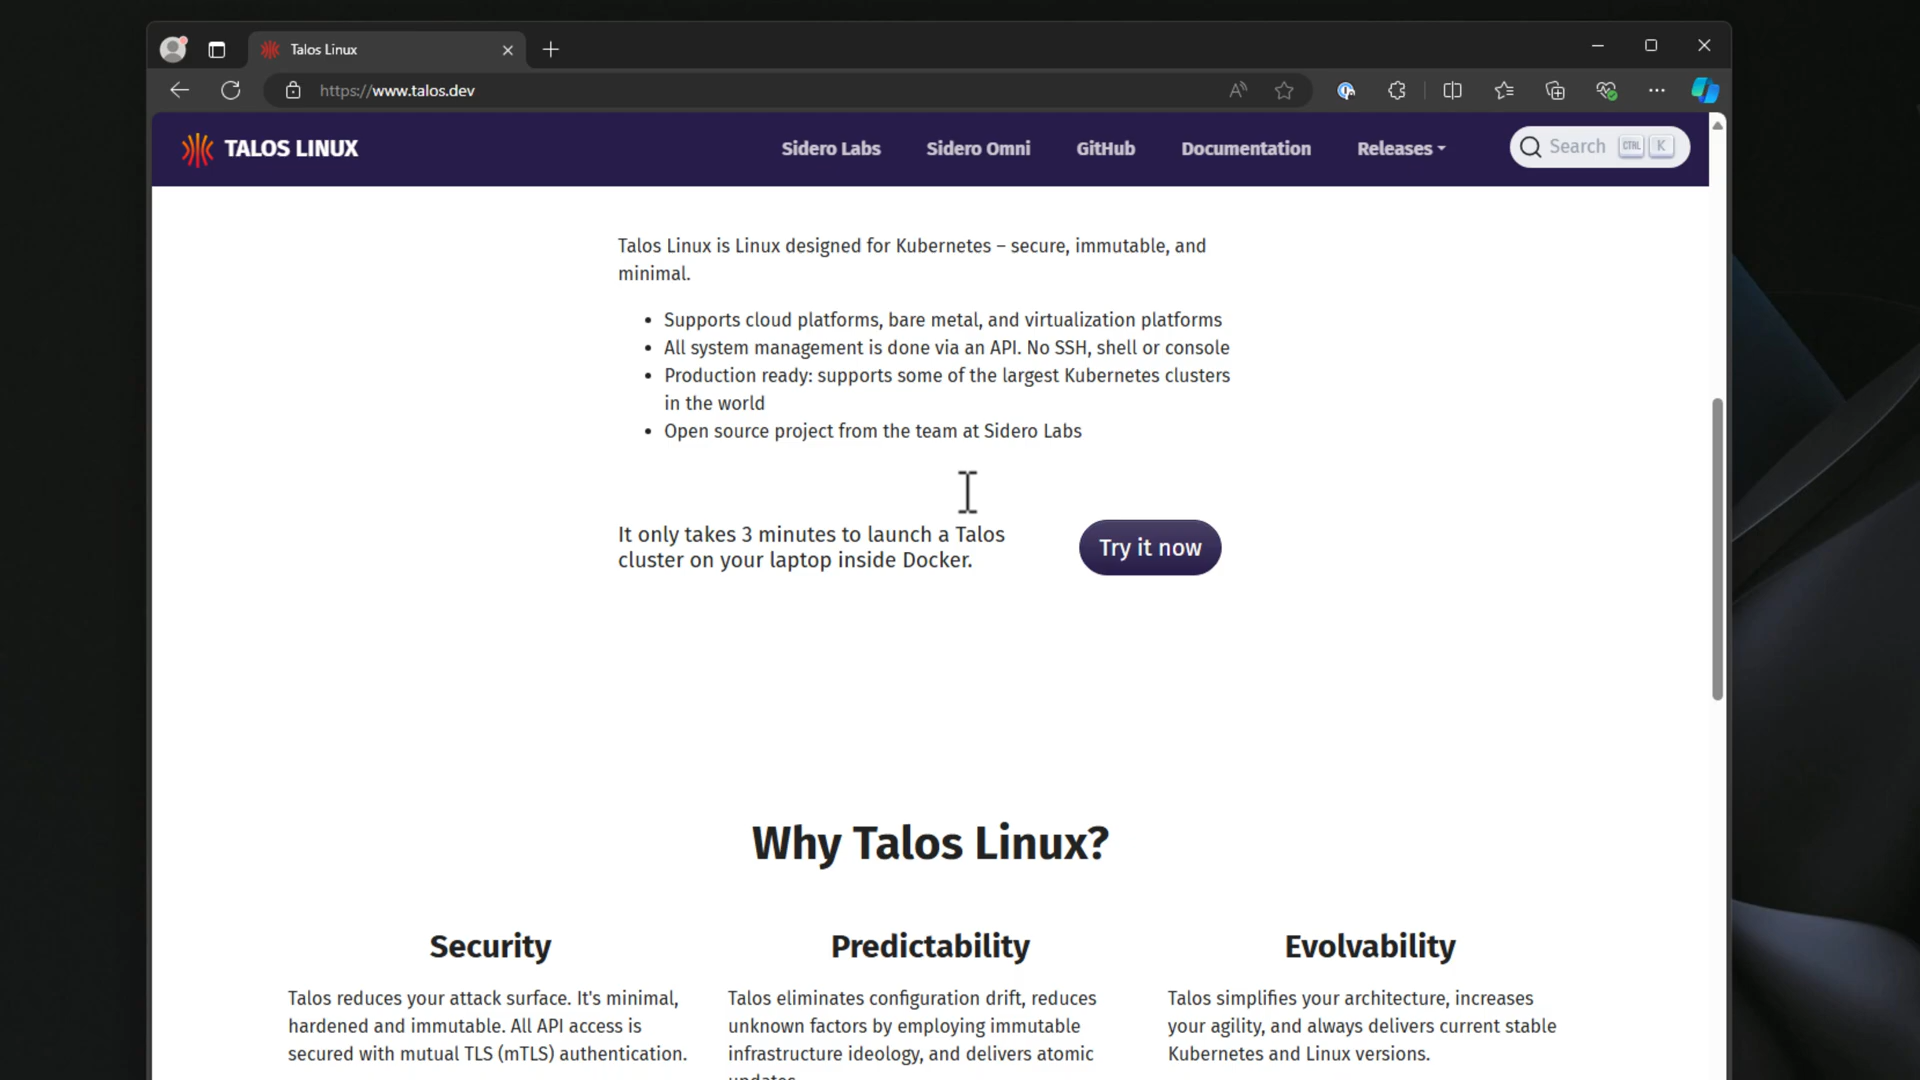 Talos Linux
https://www.talos.dev
TALOS LINUX
Sidero Labs
Sidero Omni
GitHub
Documentation
Releases
Search CTRL K
Talos Linux is Linux designed for Kubernetes – secure, immutable, and
minimal.
• Supports cloud platforms, bare metal, and virtualization platforms
• All system management is done via an API. No SSH, shell or console
• Production ready: supports some of the largest Kubernetes clusters
in the world
• Open source project from the team at Sidero Labs
It only takes 3 minutes to launch a Talos
cluster on your laptop inside Docker.
Try it now
Why Talos Linux?
Security
Talos reduces your attack surface. It's minimal,
hardened and immutable. All API access is
secured with mutual TLS (mTLS) authentication.
Predictability
Talos eliminates configuration drift, reduces
unknown factors by employing immutable
infrastructure ideology, and delivers atomic
updates.
Evolvability
Talos simplifies your architecture, increases
your agility, and always delivers current stable
Kubernetes and Linux versions.